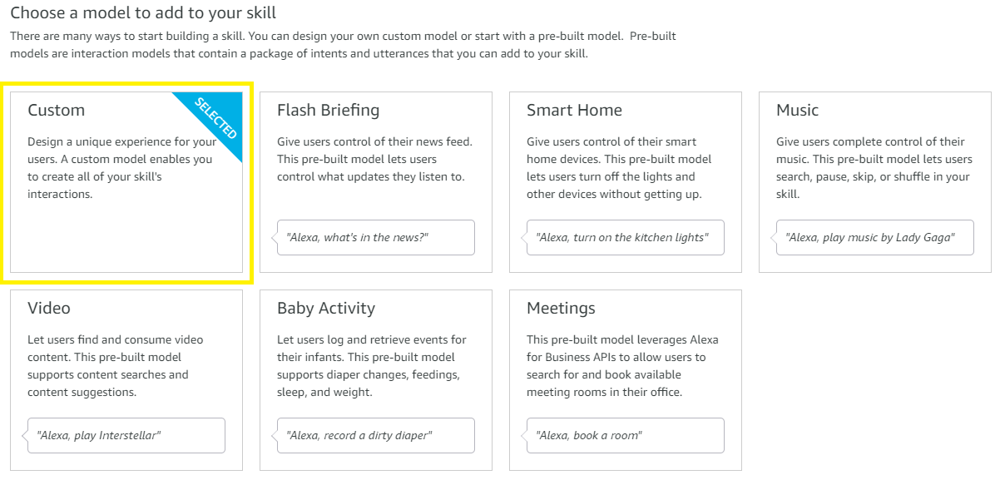 Choose a model to add to your skill
There are many ways to start building a skill. You can design your own custom model or start with a pre-built model.  Pre-built
models are interaction models that contain a package of intents and utterances that you can add to your skill.
Custom
SELECTED
Design a unique experience for your
users. A custom model enables you
to create all of your skill's
interactions.
Flash Briefing
Give users control of their news feed.
This pre-built model lets users
control what updates they listen to.
"Alexa, what's in the news?"
Smart Home
Give users control of their smart
home devices. This pre-built model
lets users turn off the lights and
other devices without getting up.
"Alexa, turn on the kitchen lights"
Music
Give users complete control of their
music. This pre-built model lets users
search, pause, skip, or shuffle in your
skill.
"Alexa, play music by Lady Gaga"
Video
Let users find and consume video
content. This pre-built model
supports content searches and
content suggestions.
"Alexa, play Interstellar"
Baby Activity
Let users log and retrieve events for
their infants. This pre-built model
supports diaper changes, feedings,
sleep, and weight.
"Alexa, record a dirty diaper"
Meetings
This pre-built model leverages Alexa
for Business APIs to allow users to
search for and book available
meeting rooms in their office.
"Alexa, book a room"